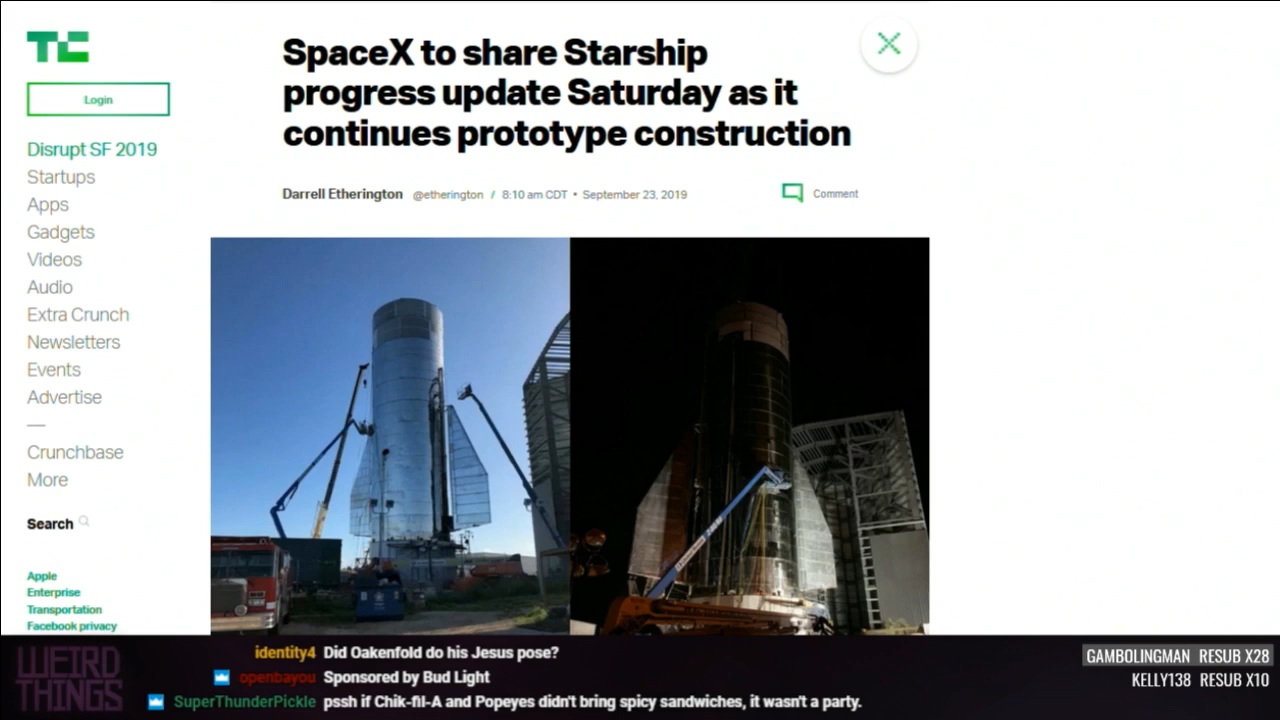 TC
Login
Disrupt SF 2019
Startups
Apps
Gadgets
Videos
Audio
Extra Crunch
Newsletters
Events
Advertise
—
Crunchbase
More
Search
Apple
Enterprise
Transportation
Facebook privacy
SpaceX to share Starship
progress update Saturday as it
continues prototype construction
Darrell Etherington @etherington / 8:10 am CDT • September 23, 2019
Comment
WEIRD
THINGS
identity4 Did Oakenfold do his Jesus pose?
openbayou Sponsored by Bud Light
SuperThunderPickle pssh if Chik-fil-A and Popeyes didn't bring spicy sandwiches, it wasn't a party.
GAMBOLINGMAN RESUB X28
KELLY138 RESUB X10